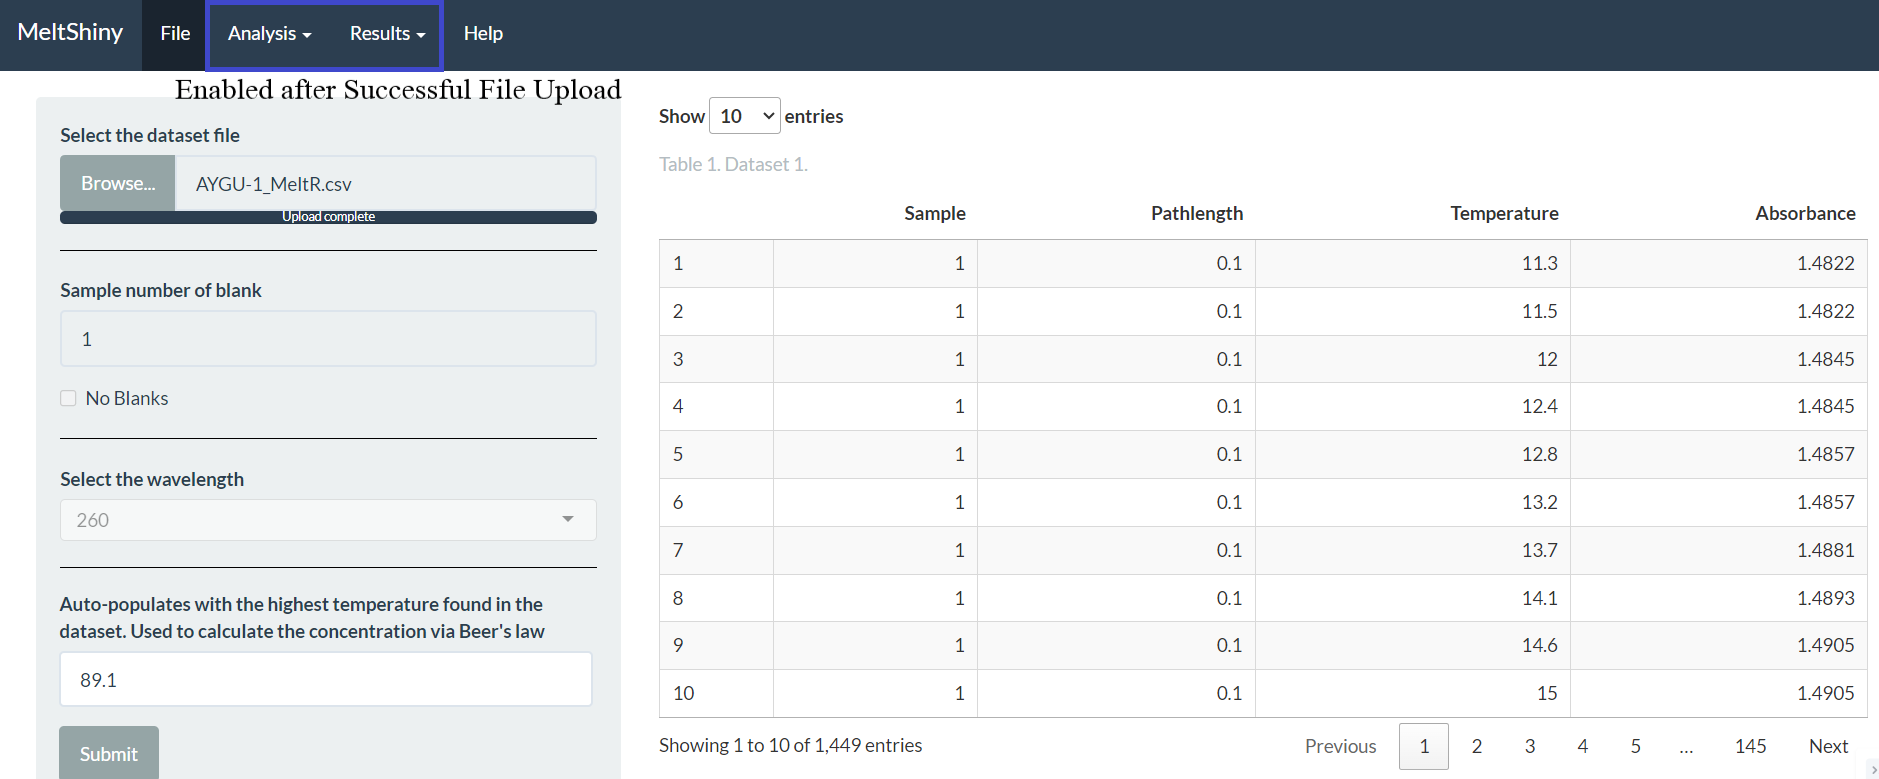 MeltShiny File Analysis Results Help
Enabled after Successful File Upload
Select the dataset file
Browse... AYGU-1_MeltR.csv
Upload complete
Sample number of blank
1
No Blanks
Select the wavelength
260
Auto-populates with the highest temperature found in the
dataset. Used to calculate the concentration via Beer's law
89.1
Submit
Show 10 entries
Table 1. Dataset 1.
Sample Pathlength Temperature Absorbance
1 1 0.1 11.3 1.4822
2 1 0.1 11.5 1.4822
3 1 0.1 12 1.4845
4 1 0.1 12.4 1.4845
5 1 0.1 12.8 1.4857
6 1 0.1 13.2 1.4857
7 1 0.1 13.7 1.4881
8 1 0.1 14.1 1.4893
9 1 0.1 14.6 1.4905
10 1 0.1 15 1.4905
Showing 1 to 10 of 1,449 entries
Previous 1 2 3 4 5 ... 145 Next